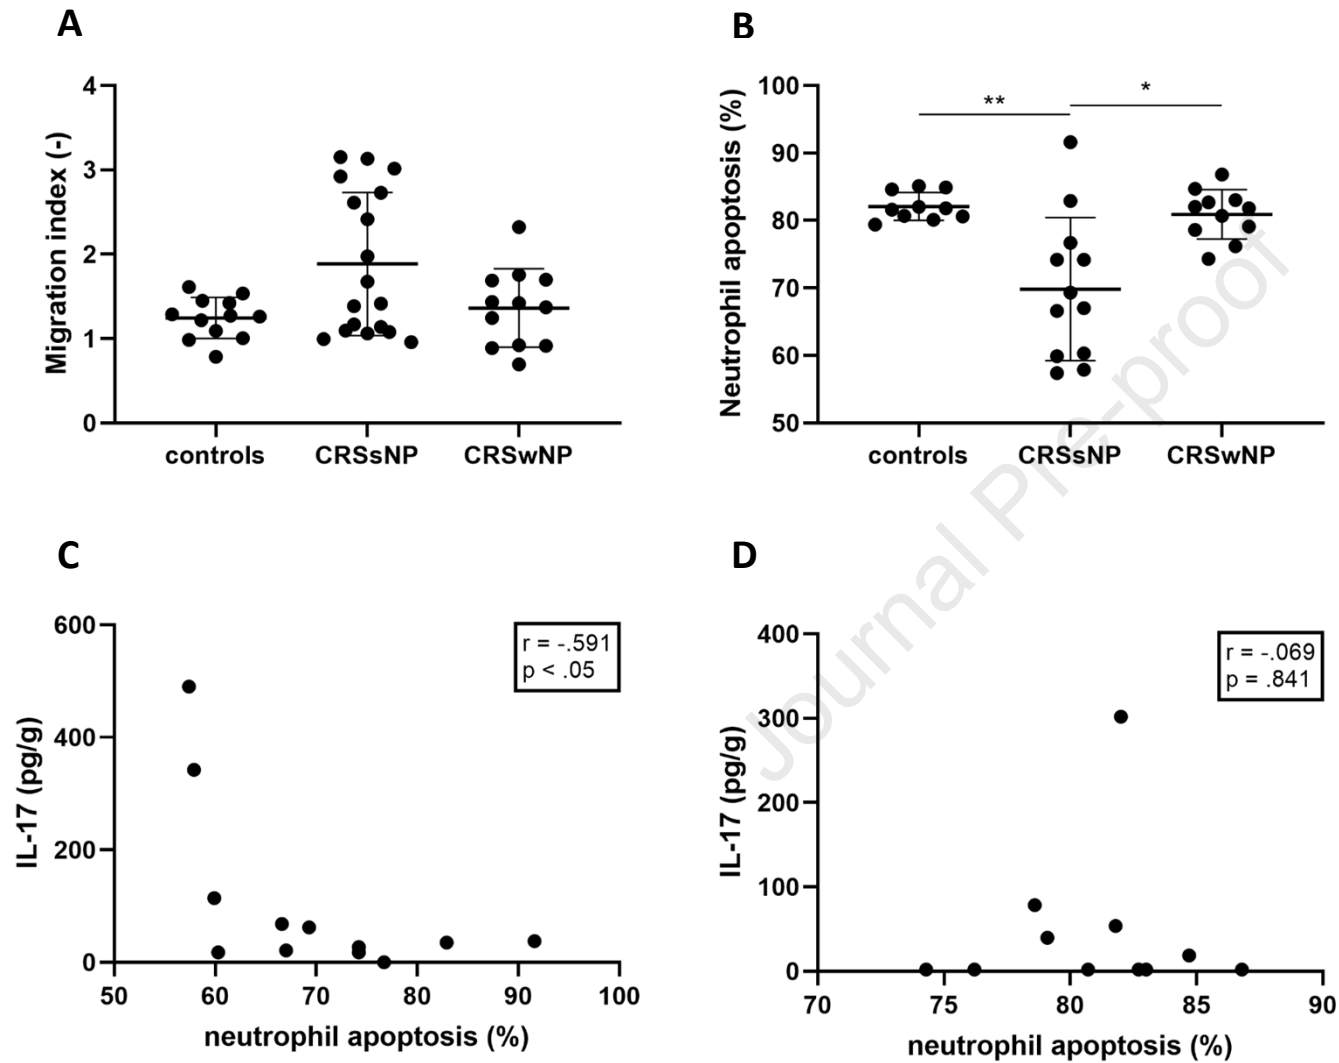 A
Migration index (-)
4
3
2
1
0
controls CRSsNP CRSwNP
B
Neutrophil apoptosis (%)
100
90
80
70
60
50
** *
controls CRSsNP CRSwNP
C
IL-17 (pg/g)
600
400
200
0
r = -.591
p < .05
50 60 70 80 90 100
neutrophil apoptosis (%)
D
IL-17 (pg/g)
400
300
200
100
0
r = -.069
p = .841
70 75 80 85 90
neutrophil apoptosis (%)
Journal Pre-proof